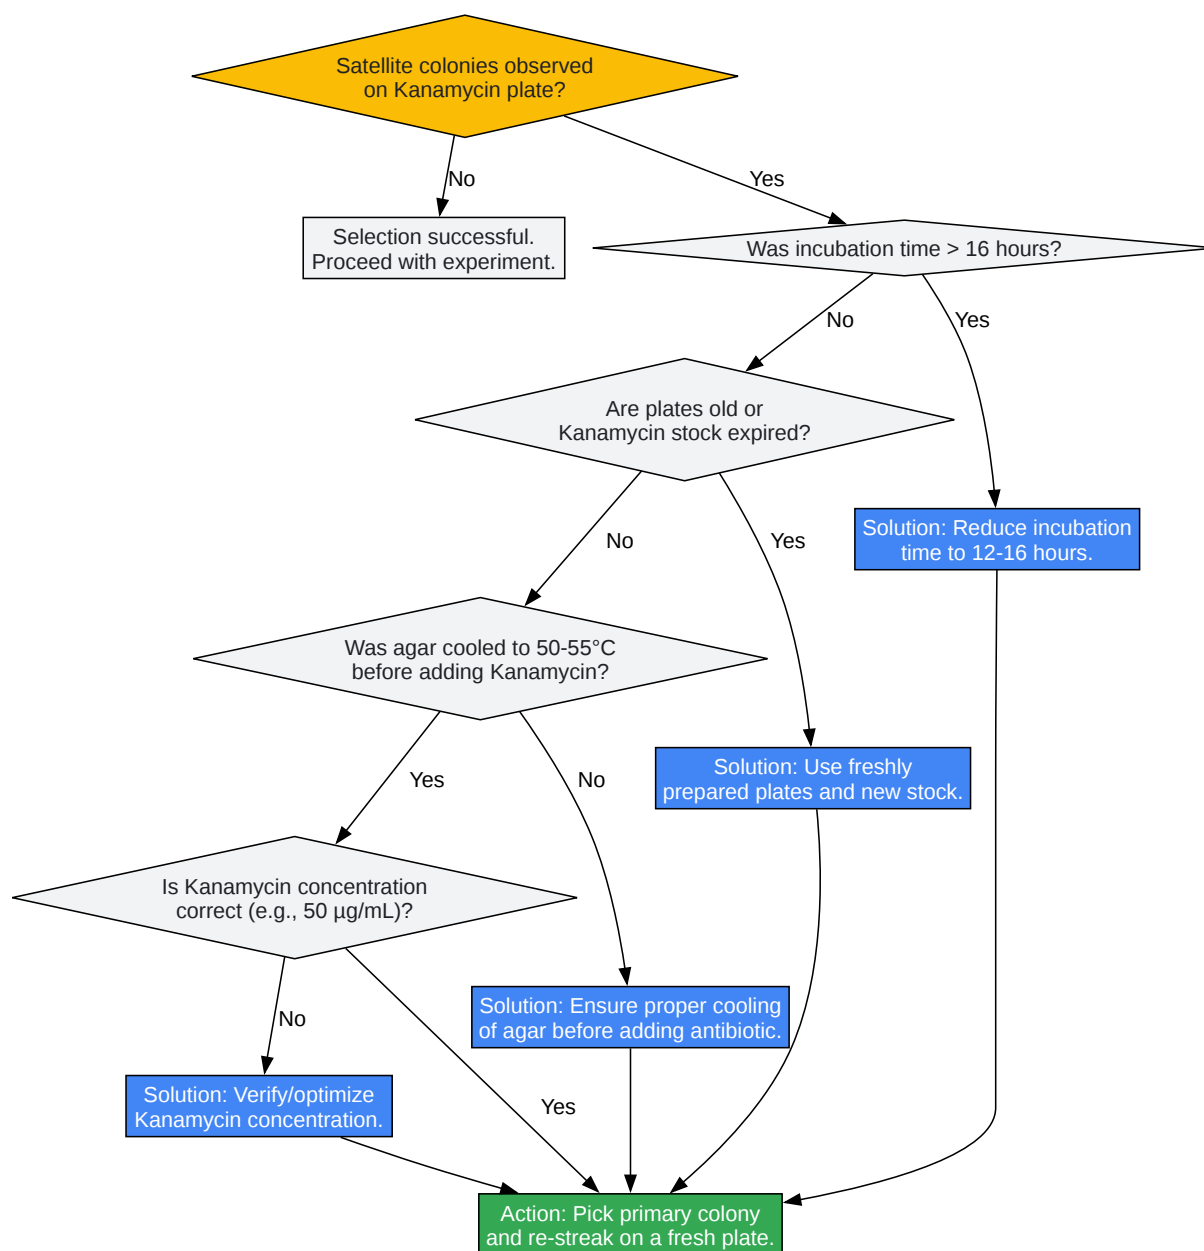 Satellite colonies observed
on Kanamycin plate?
No
Yes
Selection successful.
Proceed with experiment.
Was incubation time > 16 hours?
No
Yes
Are plates old or
Kanamycin stock expired?
No
Yes
Solution: Reduce incubation
time to 12-16 hours.
Was agar cooled to 50-55°C
before adding Kanamycin?
Yes
No
Solution: Use freshly
prepared plates and new stock.
Is Kanamycin concentration
correct (e.g., 50 µg/mL)?
No
Yes
Solution: Ensure proper cooling
of agar before adding antibiotic.
Solution: Verify/optimize
Kanamycin concentration.
Action: Pick primary colony
and re-streak on a fresh plate.